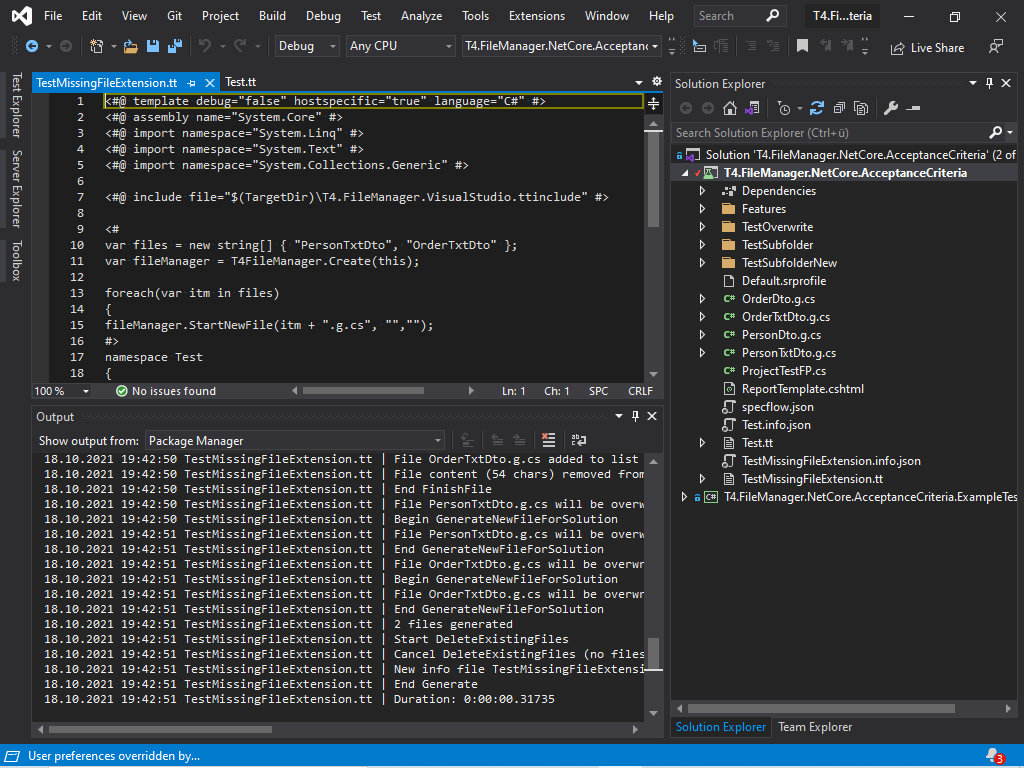 File Edit View Git Project Build Debug Test Analyze Tools Extensions Window Help Search T4.Fi...teria
Debug Any CPU T4.FileManager.NetCore.Acceptanc Live Share
Test Explorer
Server Explorer
Toolbox
TestMissingFileExtension.tt Test.tt
1 <#@ template debug="false" hostspecific="true" language="C#" #>
2 <#@ assembly name="System.Core" #>
3 <#@ import namespace="System.Linq" #>
4 <#@ import namespace="System.Text" #>
5 <#@ import namespace="System.Collections.Generic" #>
6
7 <#@ include file="$(TargetDir)\T4.FileManager.VisualStudio.ttinclude" #>
8
9 <#
10 var files = new string[] { "PersonTxtDto", "OrderTxtDto" };
11 var fileManager = T4FileManager.Create(this);
12
13 foreach(var itm in files)
14 {
15 fileManager.StartNewFile(itm + ".g.cs", "","");
16 #>
17 namespace Test
18 {
100 % No issues found Ln: 1 Ch: 1 SPC CRLF
Output
Show output from: Package Manager
18.10.2021 19:42:50 TestMissingFileExtension.tt | File OrderTxtDto.g.cs added to list
18.10.2021 19:42:50 TestMissingFileExtension.tt | File content (54 chars) removed from
18.10.2021 19:42:50 TestMissingFileExtension.tt | End FinishFile
18.10.2021 19:42:50 TestMissingFileExtension.tt | File PersonTxtDto.g.cs will be overw
18.10.2021 19:42:50 TestMissingFileExtension.tt | Begin GenerateNewFileForSolution
18.10.2021 19:42:51 TestMissingFileExtension.tt | File PersonTxtDto.g.cs will be overw
18.10.2021 19:42:51 TestMissingFileExtension.tt | End GenerateNewFileForSolution
18.10.2021 19:42:51 TestMissingFileExtension.tt | File OrderTxtDto.g.cs will be overwr
18.10.2021 19:42:51 TestMissingFileExtension.tt | Begin GenerateNewFileForSolution
18.10.2021 19:42:51 TestMissingFileExtension.tt | File OrderTxtDto.g.cs will be overwr
18.10.2021 19:42:51 TestMissingFileExtension.tt | End GenerateNewFileForSolution
18.10.2021 19:42:51 TestMissingFileExtension.tt | 2 files generated
18.10.2021 19:42:51 TestMissingFileExtension.tt | Start DeleteExistingFiles
18.10.2021 19:42:51 TestMissingFileExtension.tt | Cancel DeleteExistingFiles (no files
18.10.2021 19:42:51 TestMissingFileExtension.tt | New info file TestMissingFileExtensi
18.10.2021 19:42:51 TestMissingFileExtension.tt | End Generate
18.10.2021 19:42:51 TestMissingFileExtension.tt | Duration: 0:00:00.31735
Solution Explorer
Search Solution Explorer (Ctrl+ü)
Solution 'T4.FileManager.NetCore.AcceptanceCriteria' (2 of
T4.FileManager.NetCore.AcceptanceCriteria
Dependencies
Features
TestOverwrite
TestSubfolder
TestSubfolderNew
Default.srprofile
C# OrderDto.g.cs
C# OrderTxtDto.g.cs
C# PersonDto.g.cs
C# PersonTxtDto.g.cs
C# ProjectTestFP.cs
ReportTemplate.cshtml
specflow.json
Test.info.json
Test.tt
TestMissingFileExtension.info.json
TestMissingFileExtension.tt
C# T4.FileManager.NetCore.AcceptanceCriteria.ExampleTes
Solution Explorer Team Explorer
User preferences overridden by... 3